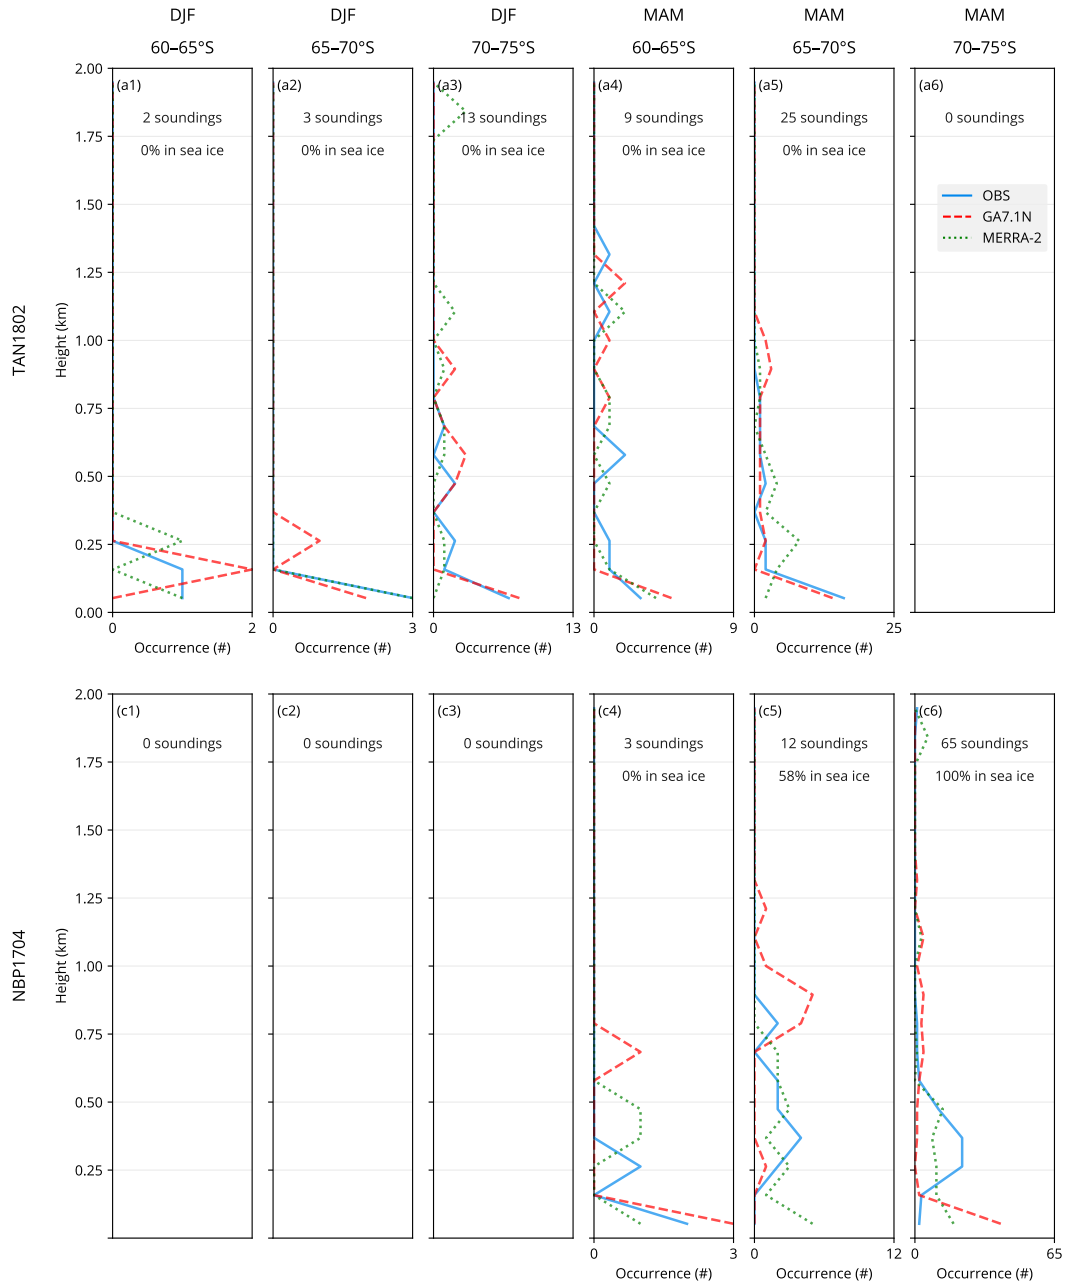 DJF DJF DJF MAM MAM MAM
60–65°S 65–70°S 70–75°S 60–65°S 65–70°S 70–75°S
TAN1802
Height (km)
2.00
1.75
1.50
1.25
1.00
0.75
0.50
0.25
0.00
(a1) (a2) (a3) (a4) (a5) (a6)
2 soundings 3 soundings 13 soundings 9 soundings 25 soundings 0 soundings
0% in sea ice 0% in sea ice 0% in sea ice 0% in sea ice 0% in sea ice
OBS
GA7.1N
MERRA-2
0 2 0 3 0 13 0 9 0 25
Occurrence (#) Occurrence (#) Occurrence (#) Occurrence (#) Occurrence (#)
NBP1704
Height (km)
2.00
1.75
1.50
1.25
1.00
0.75
0.50
0.25
(c1) (c2) (c3) (c4) (c5) (c6)
0 soundings 0 soundings 0 soundings 3 soundings 12 soundings 65 soundings
0% in sea ice 58% in sea ice 100% in sea ice
0 3 0 12 0 65
Occurrence (#) Occurrence (#) Occurrence (#)